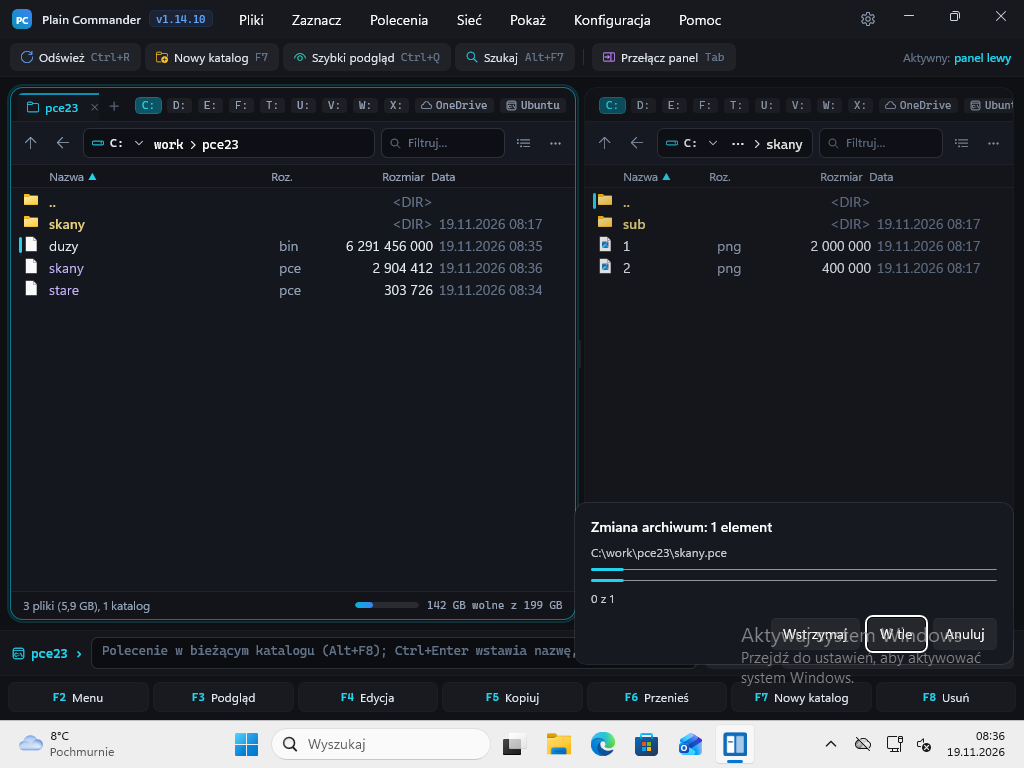 PC Plain Commander v1.14.10 Pliki Zaznacz Polecenia Sieć Pokaż Konfiguracja Pomoc
Odśwież Ctrl+R Nowy katalog F7 Szybki podgląd Ctrl+Q Szukaj Alt+F7 Przełącz panel Tab Aktywny: panel lewy
pce23 C: D: E: F: T: U: V: W: X: OneDrive Ubuntu
C: work pce23 Filtruj...
Nazwa Roz. Rozmiar Data
.. <DIR>
skany <DIR> 19.11.2026 08:17
duzy bin 6 291 456 000 19.11.2026 08:35
skany pce 2 904 412 19.11.2026 08:36
stare pce 303 726 19.11.2026 08:34
3 pliki (5,9 GB), 1 katalog 142 GB wolne z 199 GB
C: D: E: F: T: U: V: W: X: OneDrive Ubunt
C: ... skany Filtruj...
Nazwa Roz. Rozmiar Data
.. <DIR>
sub <DIR> 19.11.2026 08:17
1 png 2 000 000 19.11.2026 08:17
2 png 400 000 19.11.2026 08:17
Zmiana archiwum: 1 element
C:\work\pce23\skany.pce
0 z 1
Wstrzymaj W tle Anuluj
Aktywuj system Windows
Przejdź do ustawień, aby aktywować
system Windows.
pce23 Polecenie w bieżącym katalogu (Alt+F8); Ctrl+Enter wstawia nazwę,
F2 Menu F3 Podgląd F4 Edycja F5 Kopiuj F6 Przenieś F7 Nowy katalog F8 Usuń
8°C
Pochmurnie
Wyszukaj
08:36
19.11.2026